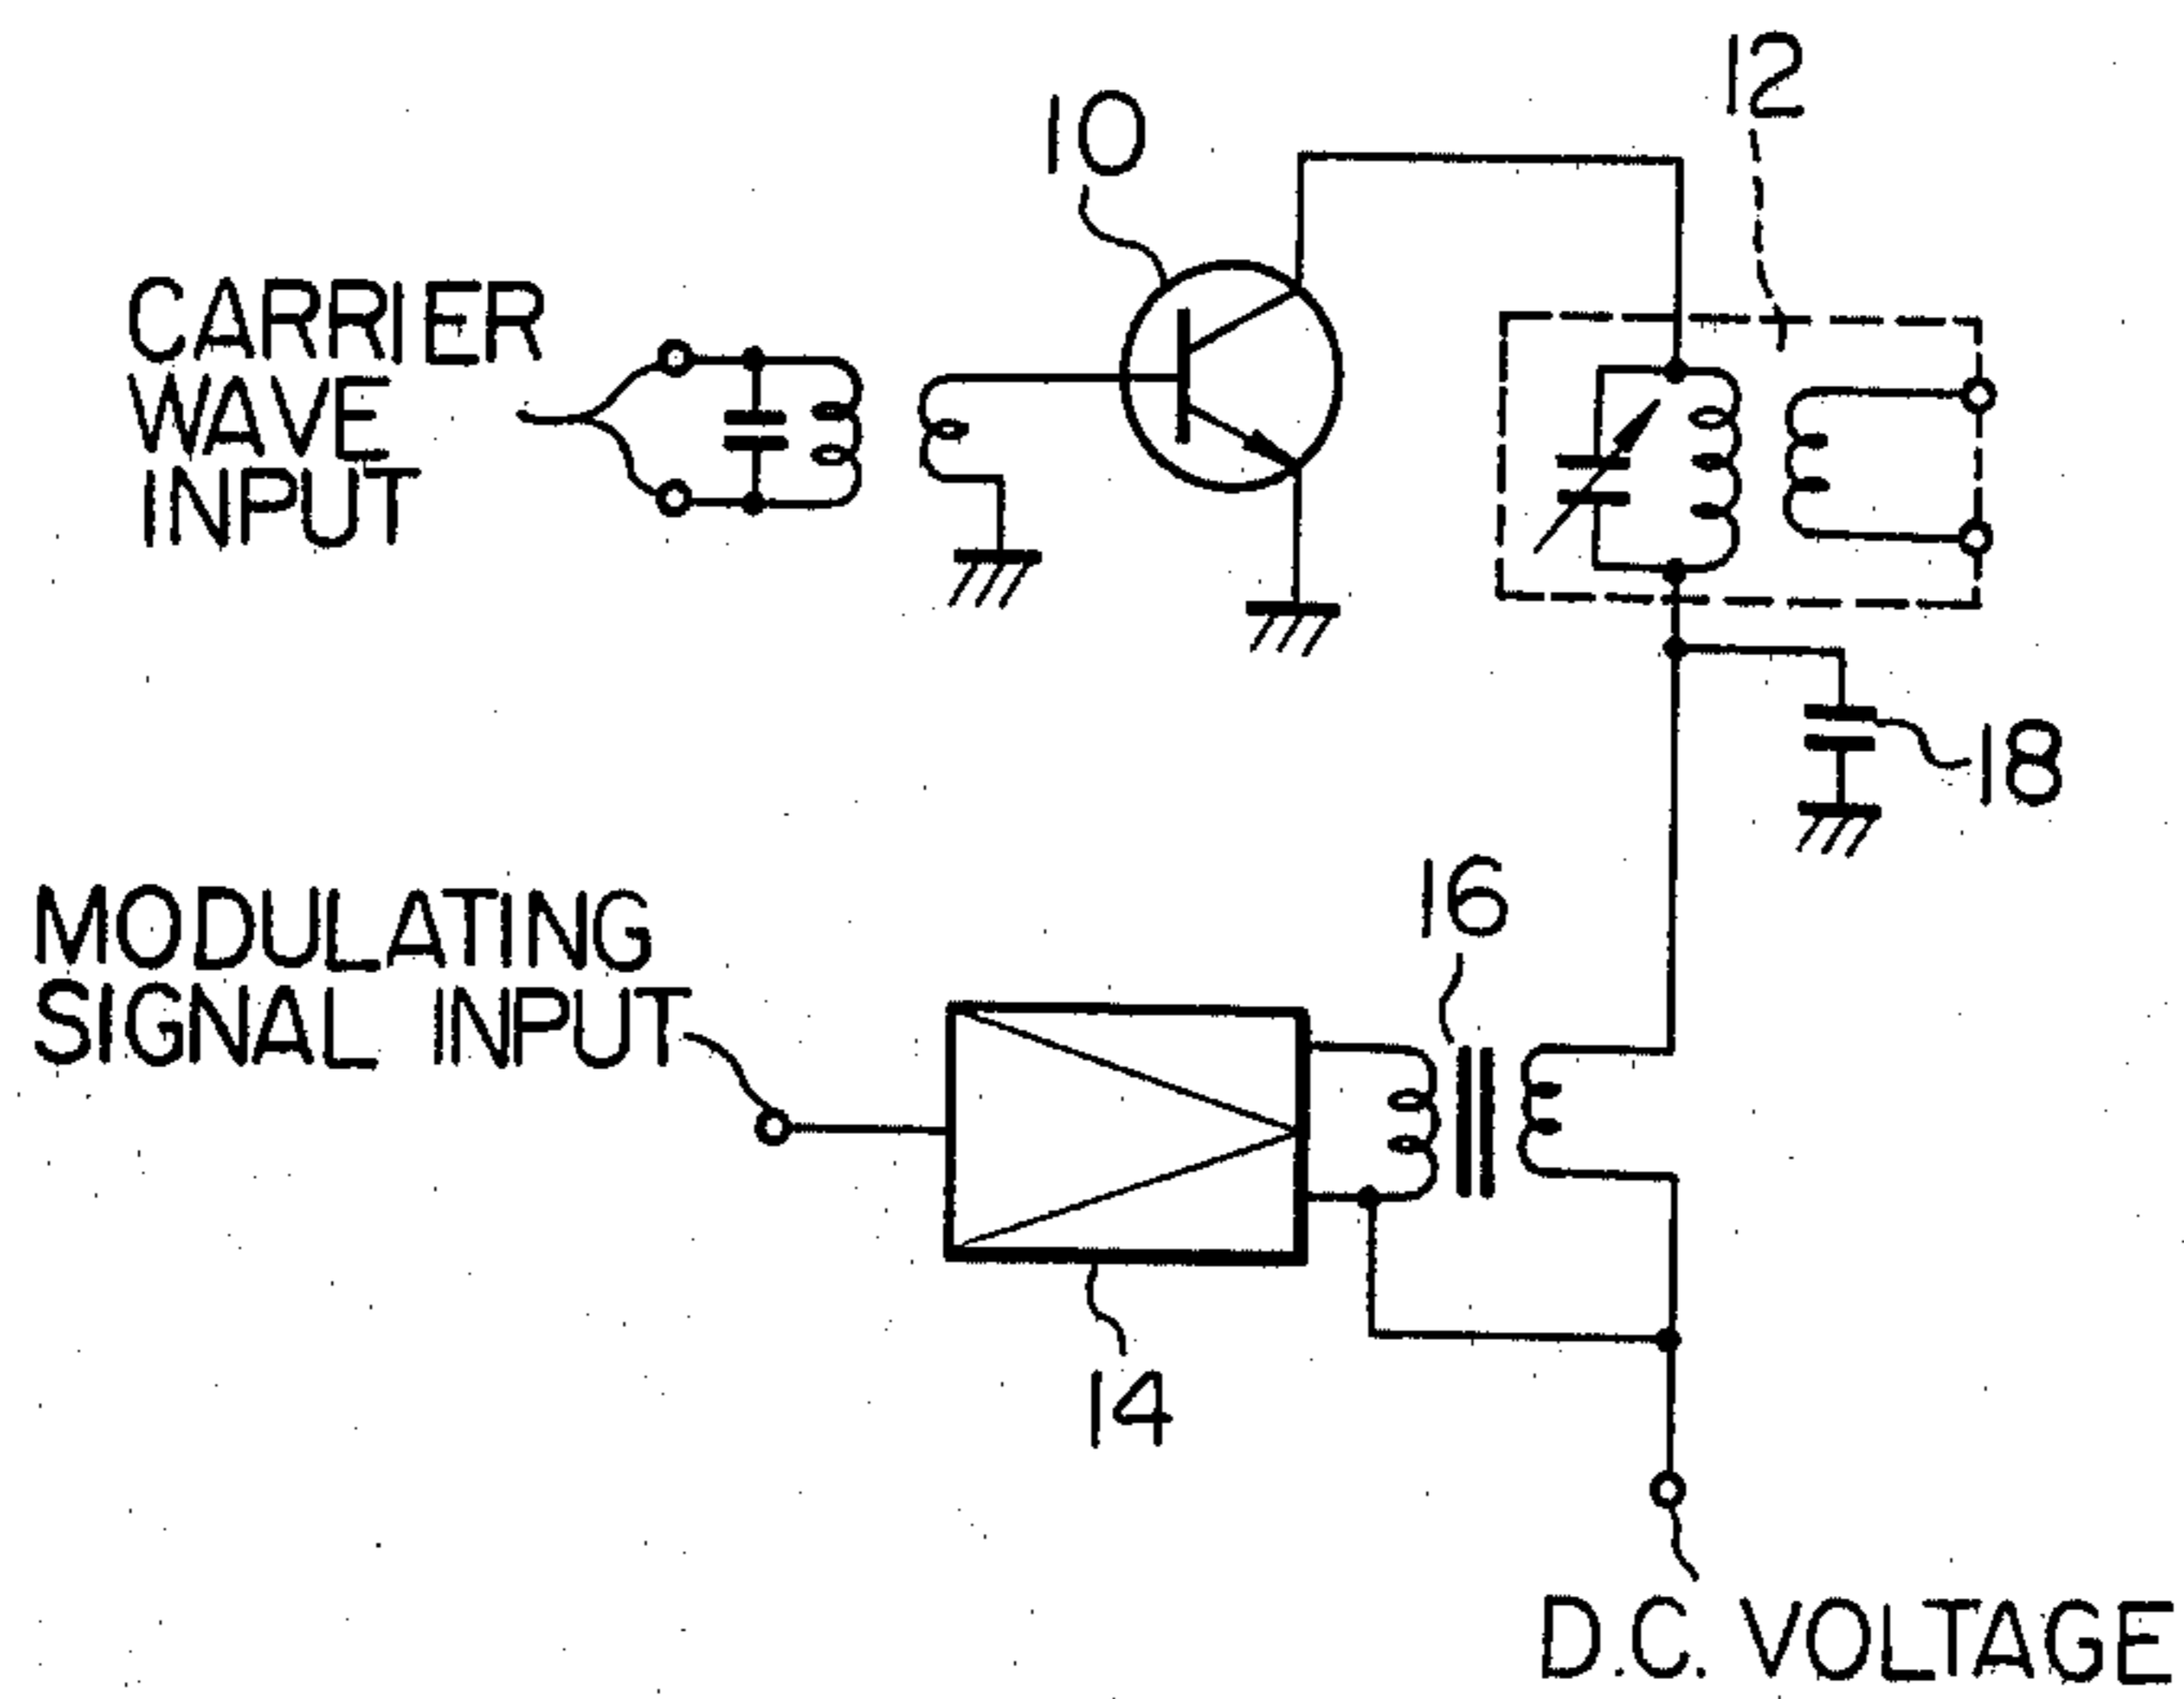 12
10
CARRIER
WAVE
INPUT
18
16
MODULATING
SIGNAL INPUT
14
D.C. VOLTAGE